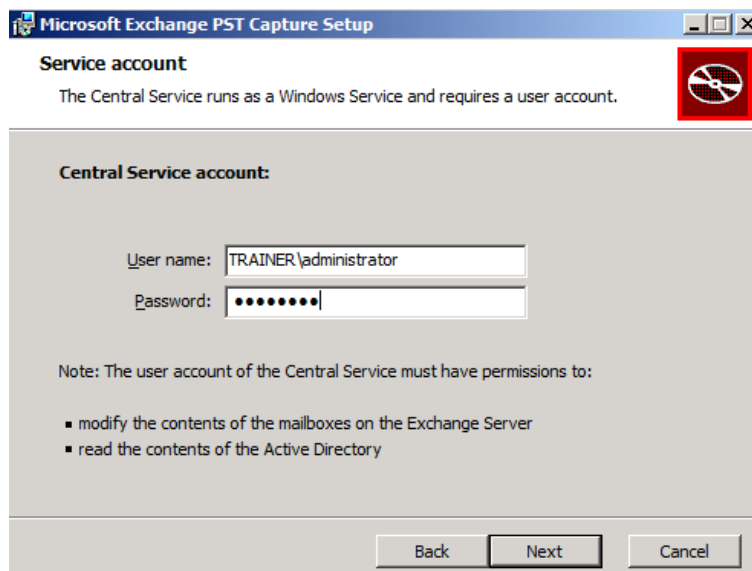 Microsoft Exchange PST Capture Setup
Service account
The Central Service runs as a Windows Service and requires a user account.
Central Service account:
User name: TRAINER\administrator
Password: ●●●●●●●●
Note: The user account of the Central Service must have permissions to:
▪ modify the contents of the mailboxes on the Exchange Server
▪ read the contents of the Active Directory
Back Next Cancel